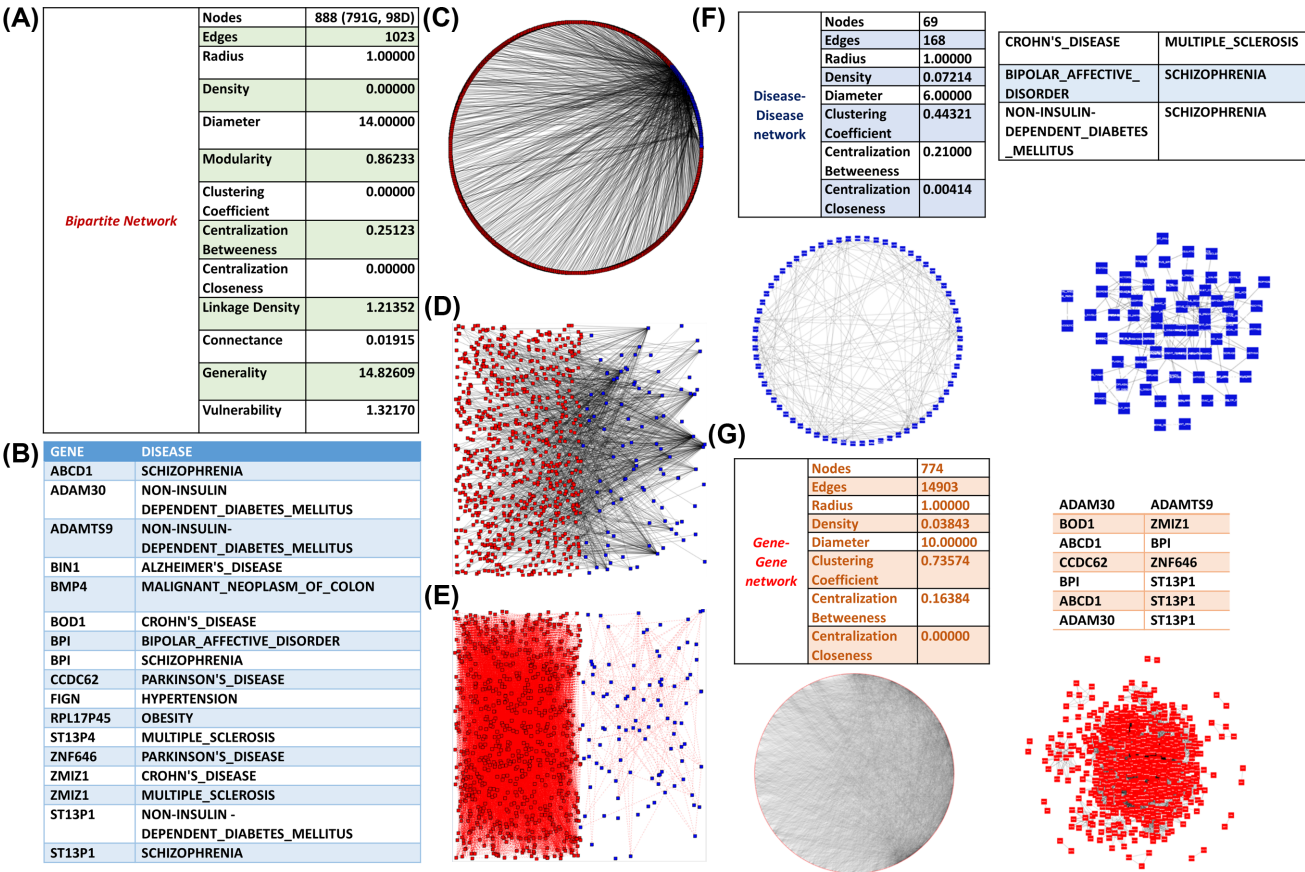 (A)
Bipartite Network
Nodes 888 (791G, 98D)
Edges 1023
Radius 1.00000
Density 0.00000
Diameter 14.00000
Modularity 0.86233
Clustering
Coefficient 0.00000
Centralization
Betweeness 0.25123
Centralization
Closeness 0.00000
Linkage Density 1.21352
Connectance 0.01915
Generality 14.82609
Vulnerability 1.32170
(B)
GENE DISEASE
ABCD1 SCHIZOPHRENIA
ADAM30 NON-INSULIN
DEPENDENT_DIABETES_MELLITUS
ADAMTS9 NON-INSULIN-
DEPENDENT_DIABETES_MELLITUS
BIN1 ALZHEIMER'S_DISEASE
BMP4 MALIGNANT_NEOPLASM_OF_COLON
BOD1 CROHN'S_DISEASE
BPI BIPOLAR_AFFECTIVE_DISORDER
BPI SCHIZOPHRENIA
CCDC62 PARKINSON'S_DISEASE
FIGN HYPERTENSION
RPL17P45 OBESITY
ST13P4 MULTIPLE_SCLEROSIS
ZNF646 PARKINSON'S_DISEASE
ZMIZ1 CROHN'S_DISEASE
ZMIZ1 MULTIPLE_SCLEROSIS
ST13P1 NON-INSULIN -
DEPENDENT_DIABETES_MELLITUS
ST13P1 SCHIZOPHRENIA
(C)
(D)
(E)
(F)
Disease-
Disease
network
Nodes 69
Edges 168
Radius 1.00000
Density 0.07214
Diameter 6.00000
Clustering
Coefficient 0.44321
Centralization
Betweeness 0.21000
Centralization
Closeness 0.00414
CROHN'S_DISEASE MULTIPLE_SCLEROSIS
BIPOLAR_AFFECTIVE_
DISORDER SCHIZOPHRENIA
NON-INSULIN-
DEPENDENT_DIABETES
_MELLITUS SCHIZOPHRENIA
(G)
Gene-
Gene
network
Nodes 774
Edges 14903
Radius 1.00000
Density 0.03843
Diameter 10.00000
Clustering
Coefficient 0.73574
Centralization
Betweeness 0.16384
Centralization
Closeness 0.00000
ADAM30 ADAMTS9
BOD1 ZMIZ1
ABCD1 BPI
CCDC62 ZNF646
BPI ST13P1
ABCD1 ST13P1
ADAM30 ST13P1